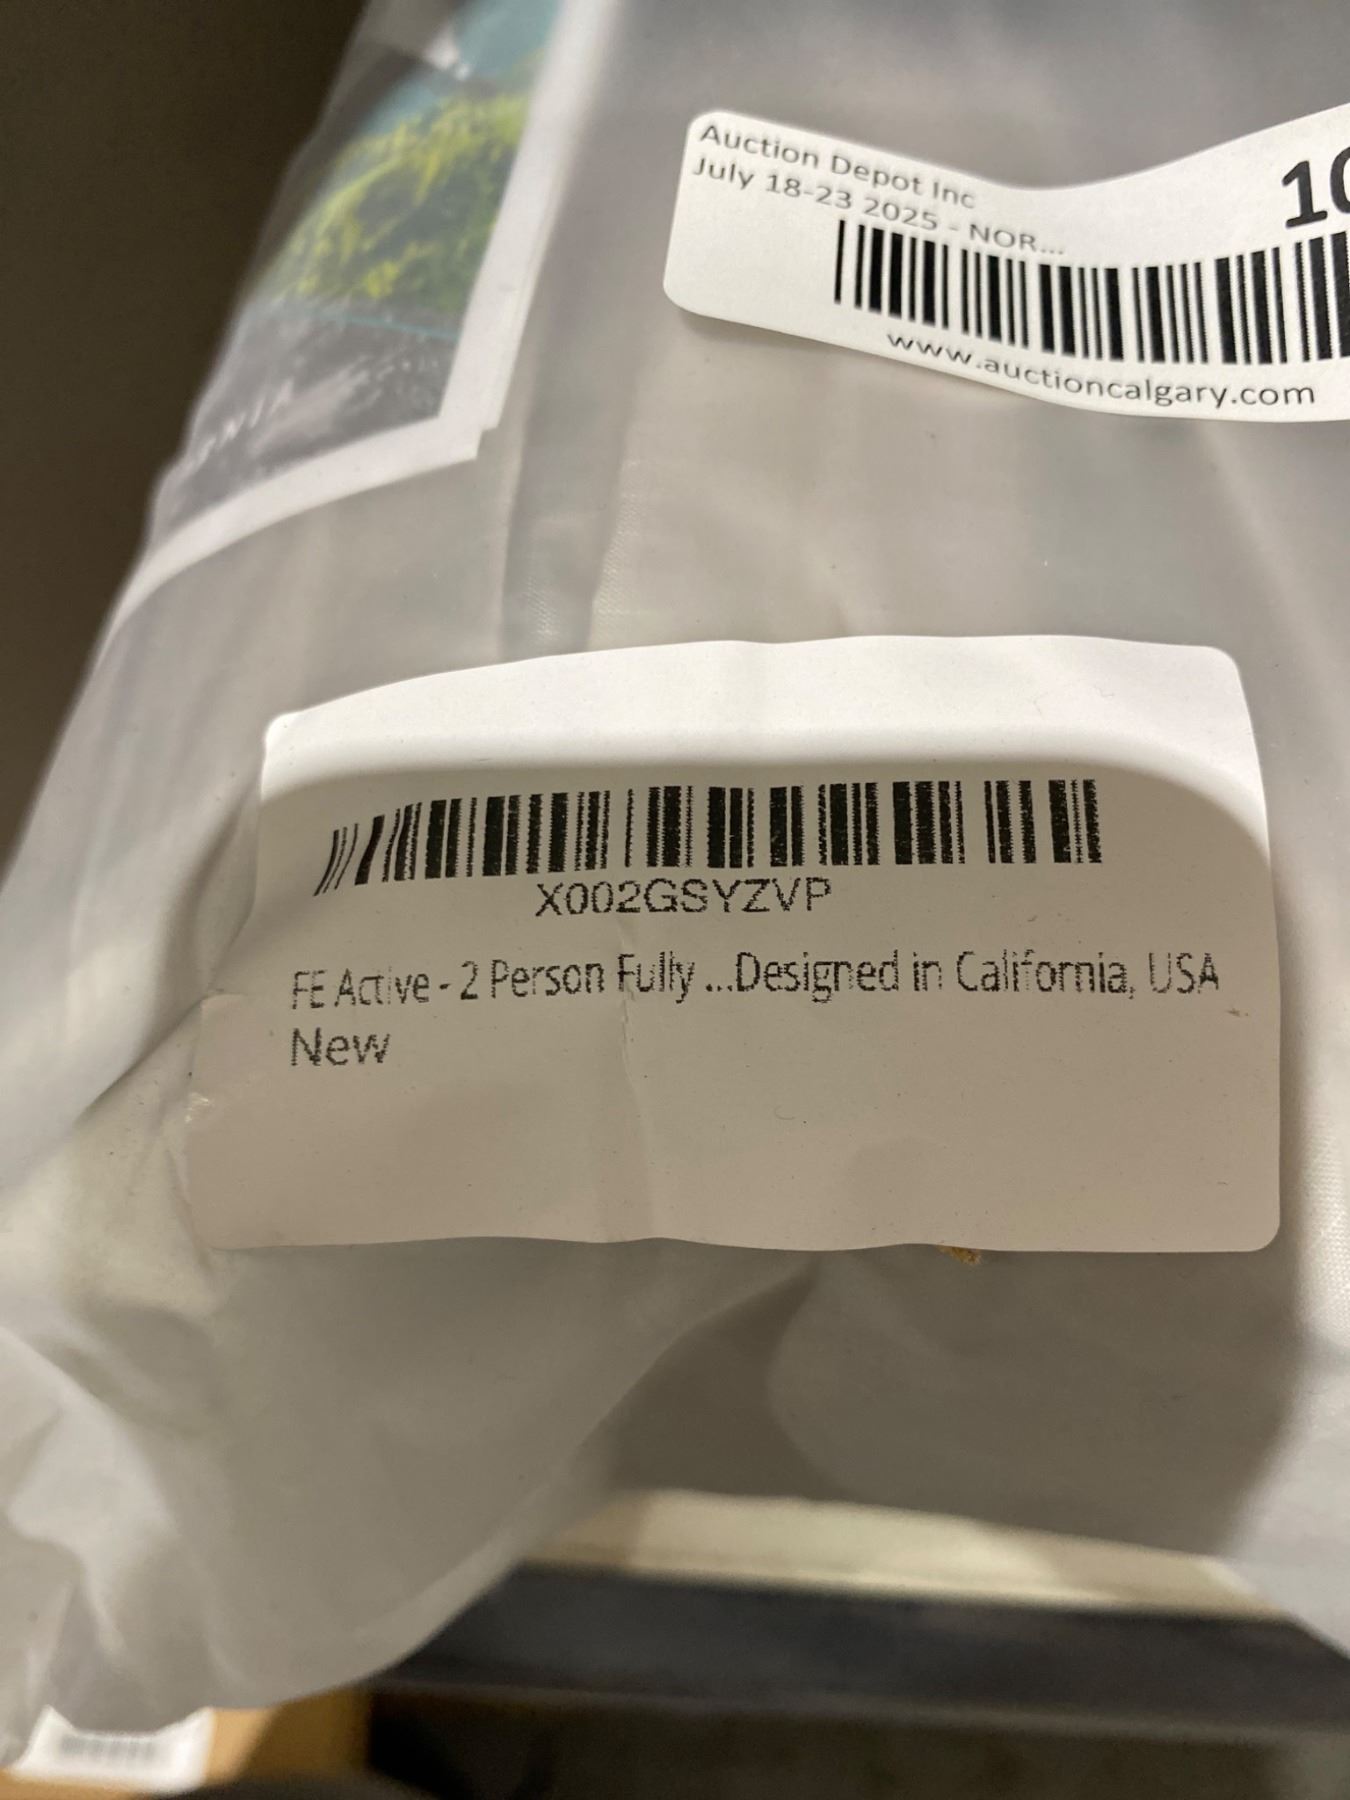 Auction Depot Inc
July 18-23 2025 - NOR...
10
www.auctioncalgary.com
X002GSYZVP
FE Active - 2 Person Fully ...Designed in California, USA
New